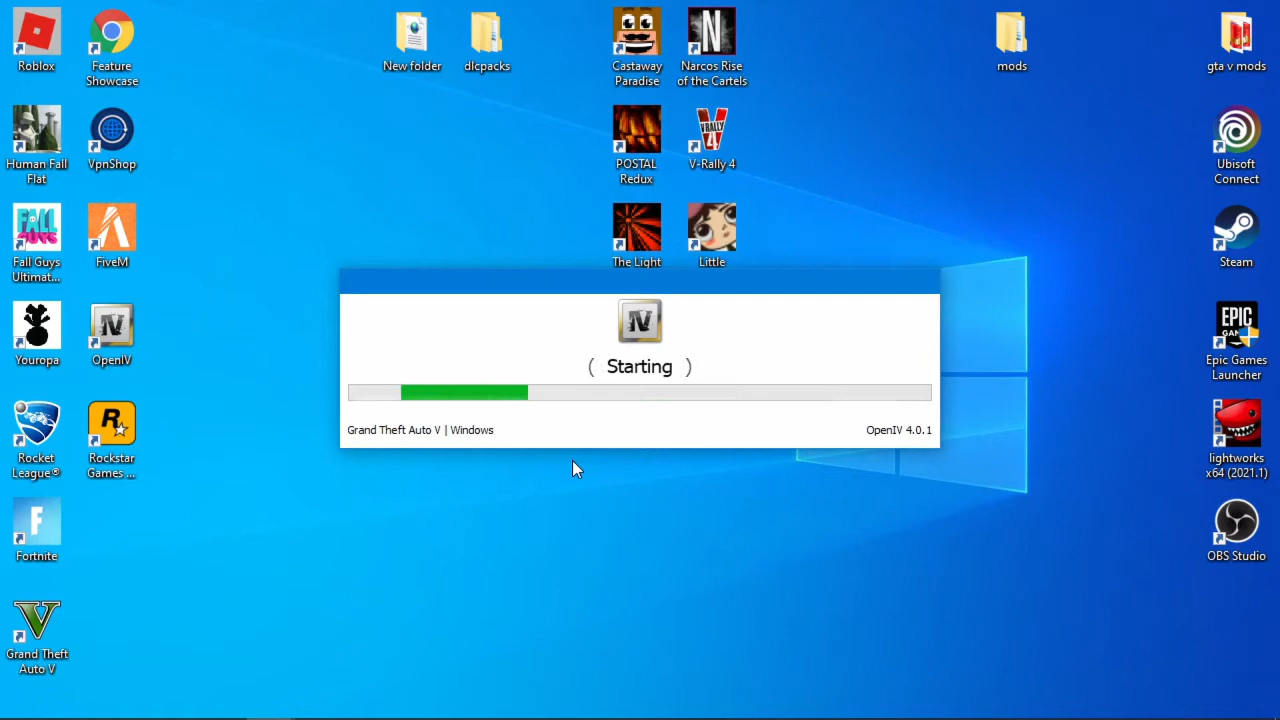 Roblox
Feature
Showcase
New folder
dlcpacks
Castaway
Paradise
Narcos Rise
of the Cartels
mods
gta v mods
Human Fall
Flat
VpnShop
POSTAL
Redux
V-Rally 4
Ubisoft
Connect
Fall Guys
Ultimat...
FiveM
The Light
Little
Steam
Youropa
OpenIV
( Starting )
Grand Theft Auto V | Windows
OpenIV 4.0.1
Epic Games
Launcher
Rocket
League®
Rockstar
Games ...
lightworks
x64 (2021.1)
Fortnite
OBS Studio
Grand Theft
Auto V